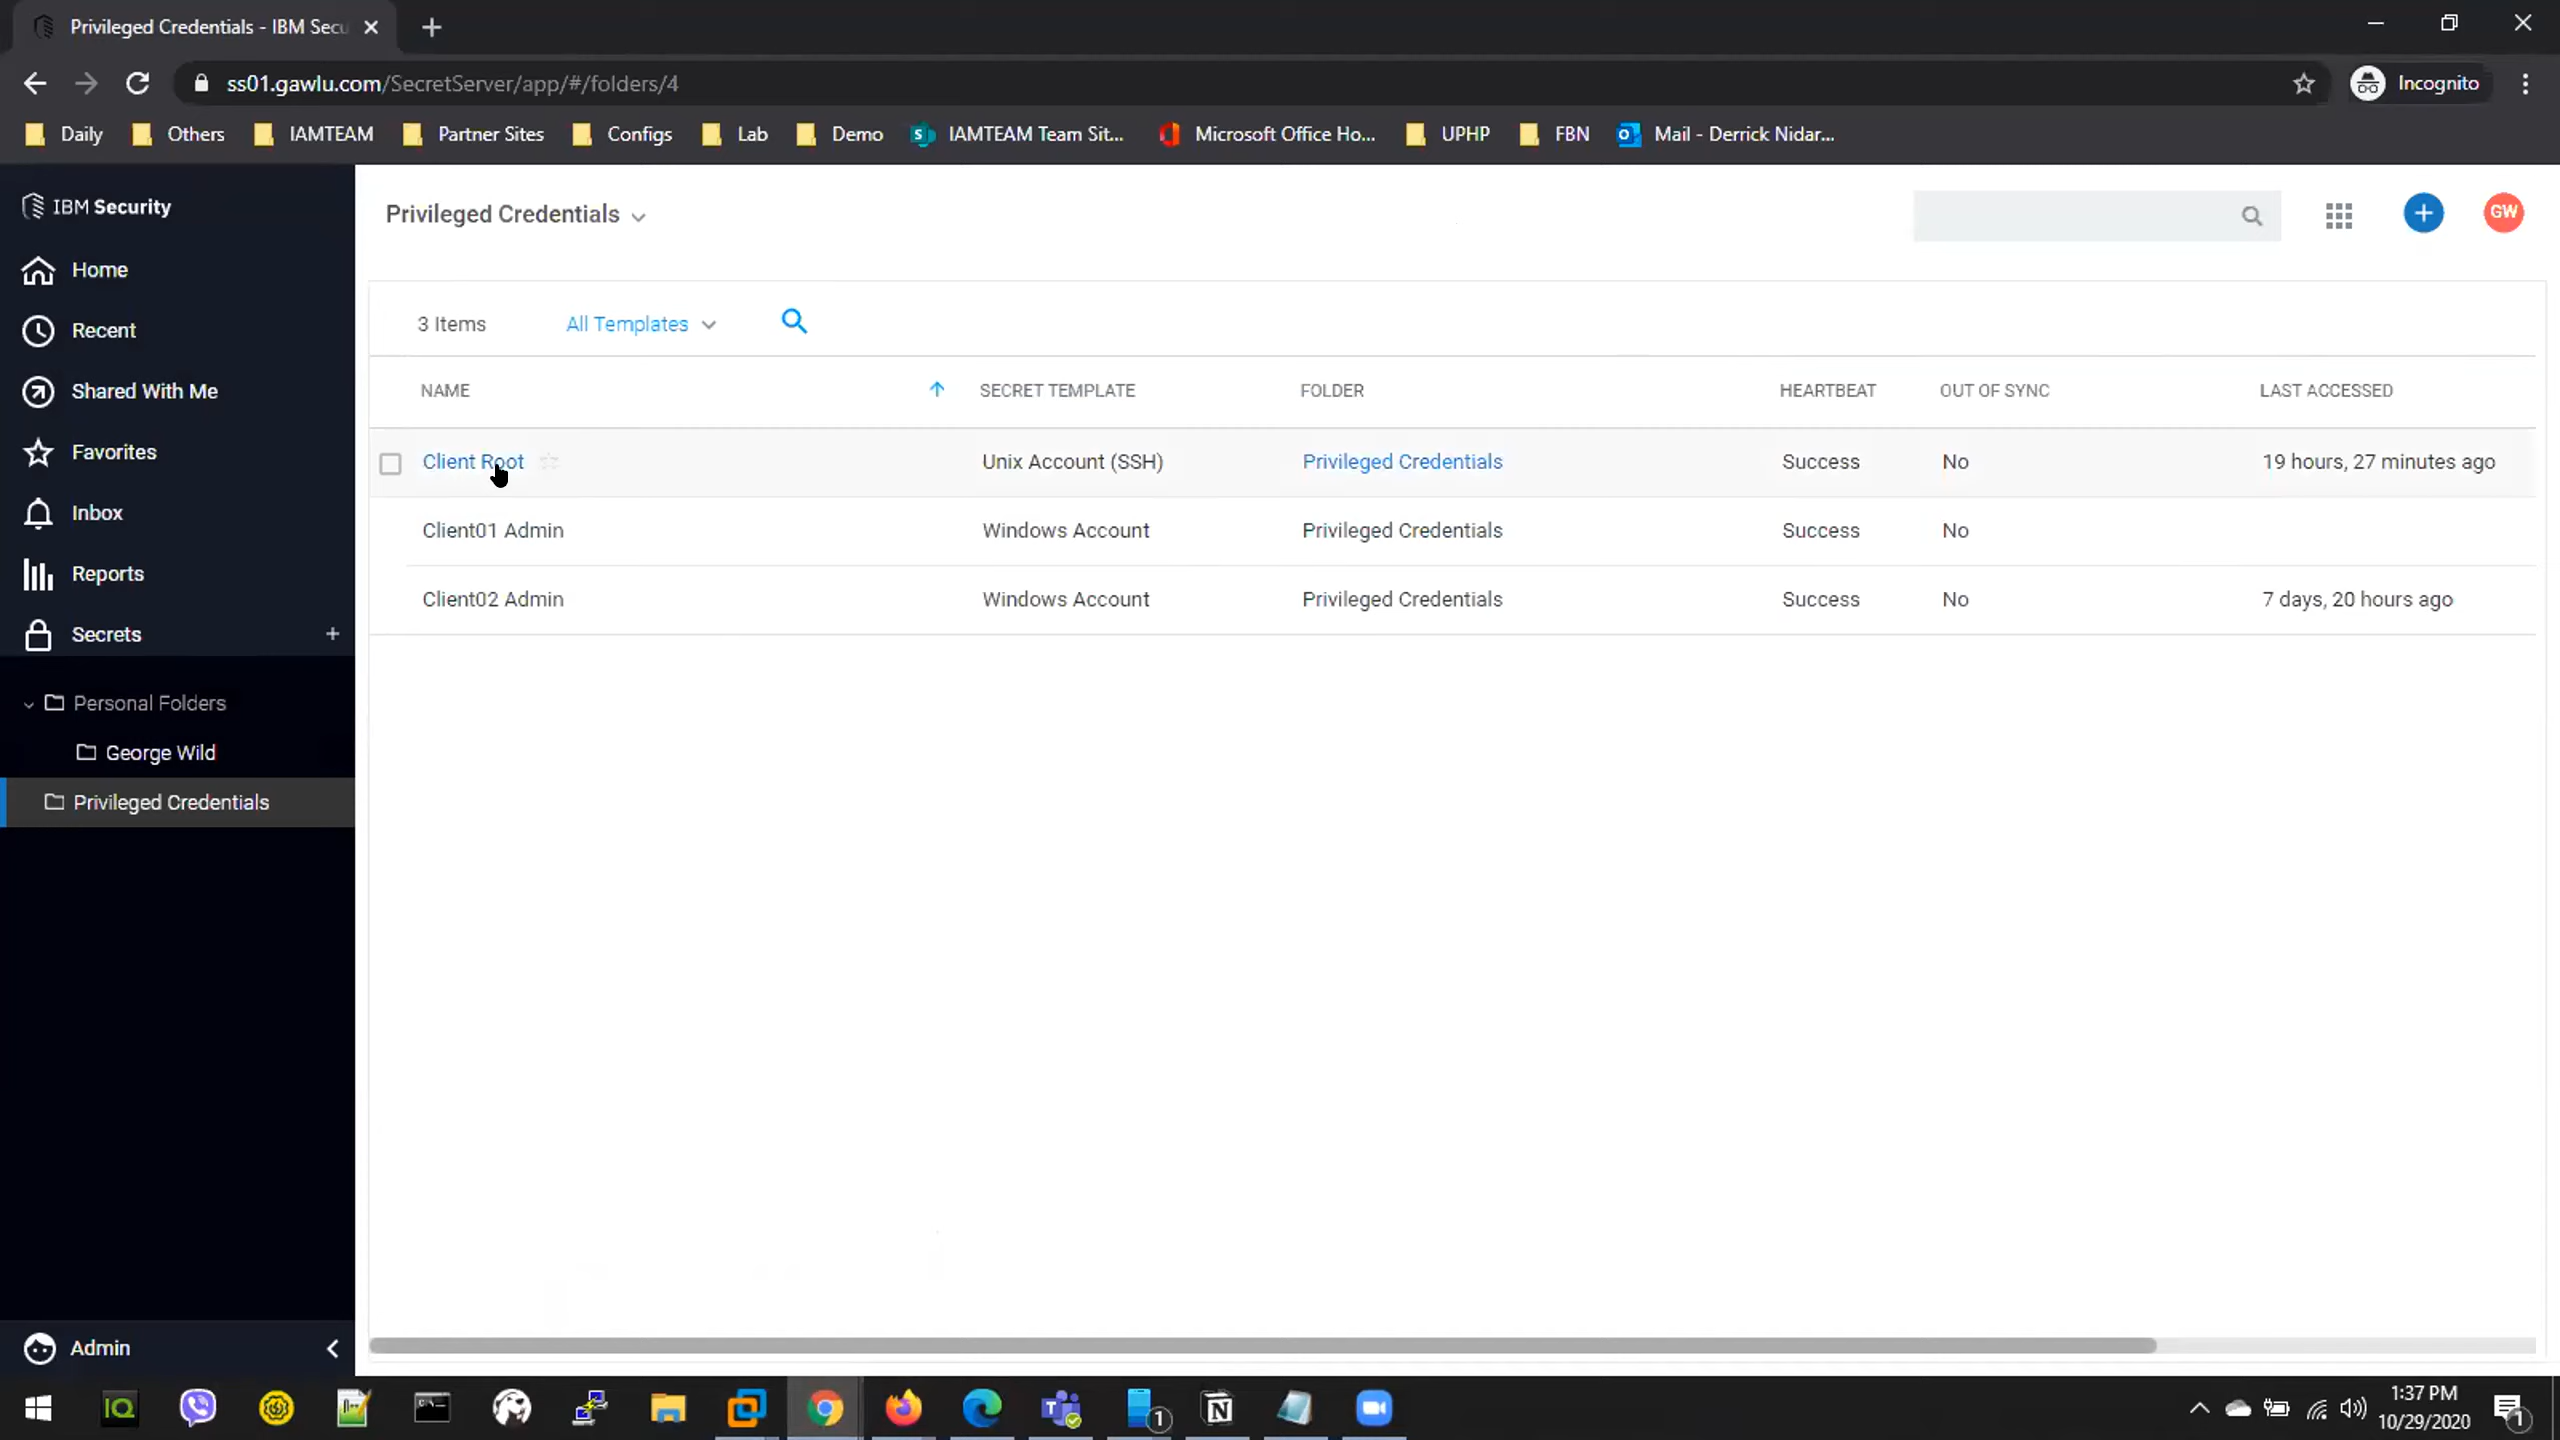 Privileged Credentials - IBM Secu
ss01.gawlu.com/SecretServer/app/#/folders/4
Incognito
Daily
Others
IAMTEAM
Partner Sites
Configs
Lab
Demo
IAMTEAM Team Sit...
Microsoft Office Ho...
UPHP
FBN
Mail - Derrick Nidar...
IBM Security
Home
Recent
Shared With Me
Favorites
Inbox
Reports
Secrets +
Personal Folders
George Wild
Privileged Credentials
Admin
Privileged Credentials
GW
3 Items All Templates
NAME SECRET TEMPLATE FOLDER HEARTBEAT OUT OF SYNC LAST ACCESSED
Client Root Unix Account (SSH) Privileged Credentials Success No 19 hours, 27 minutes ago
Client01 Admin Windows Account Privileged Credentials Success No
Client02 Admin Windows Account Privileged Credentials Success No 7 days, 20 hours ago
IQ
1
1:37 PM
10/29/2020
1